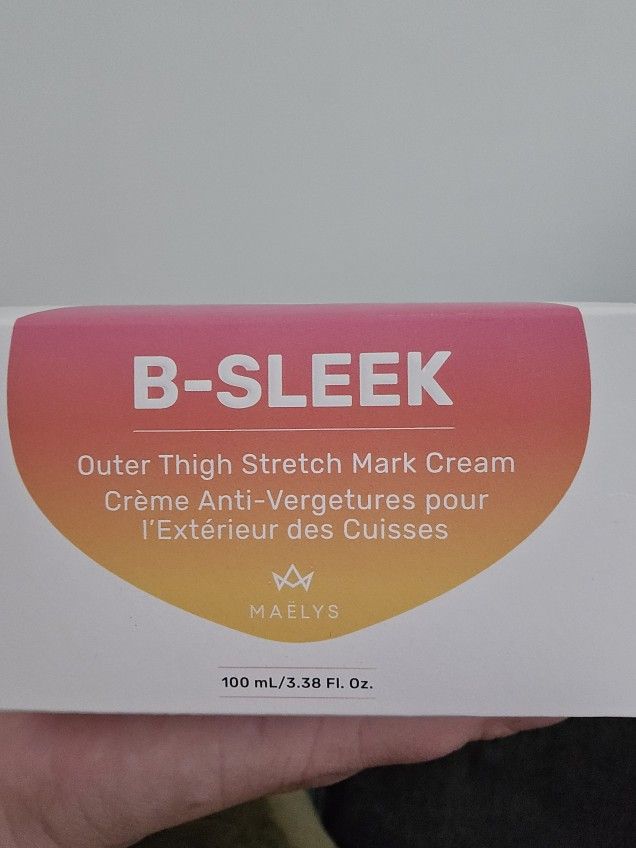 B-SLEEK
Outer Thigh Stretch Mark Cream
Crème Anti-Vergetures pour
l'Extérieur des Cuisses
MAËLYS
100 mL/3.38 Fl. Oz.